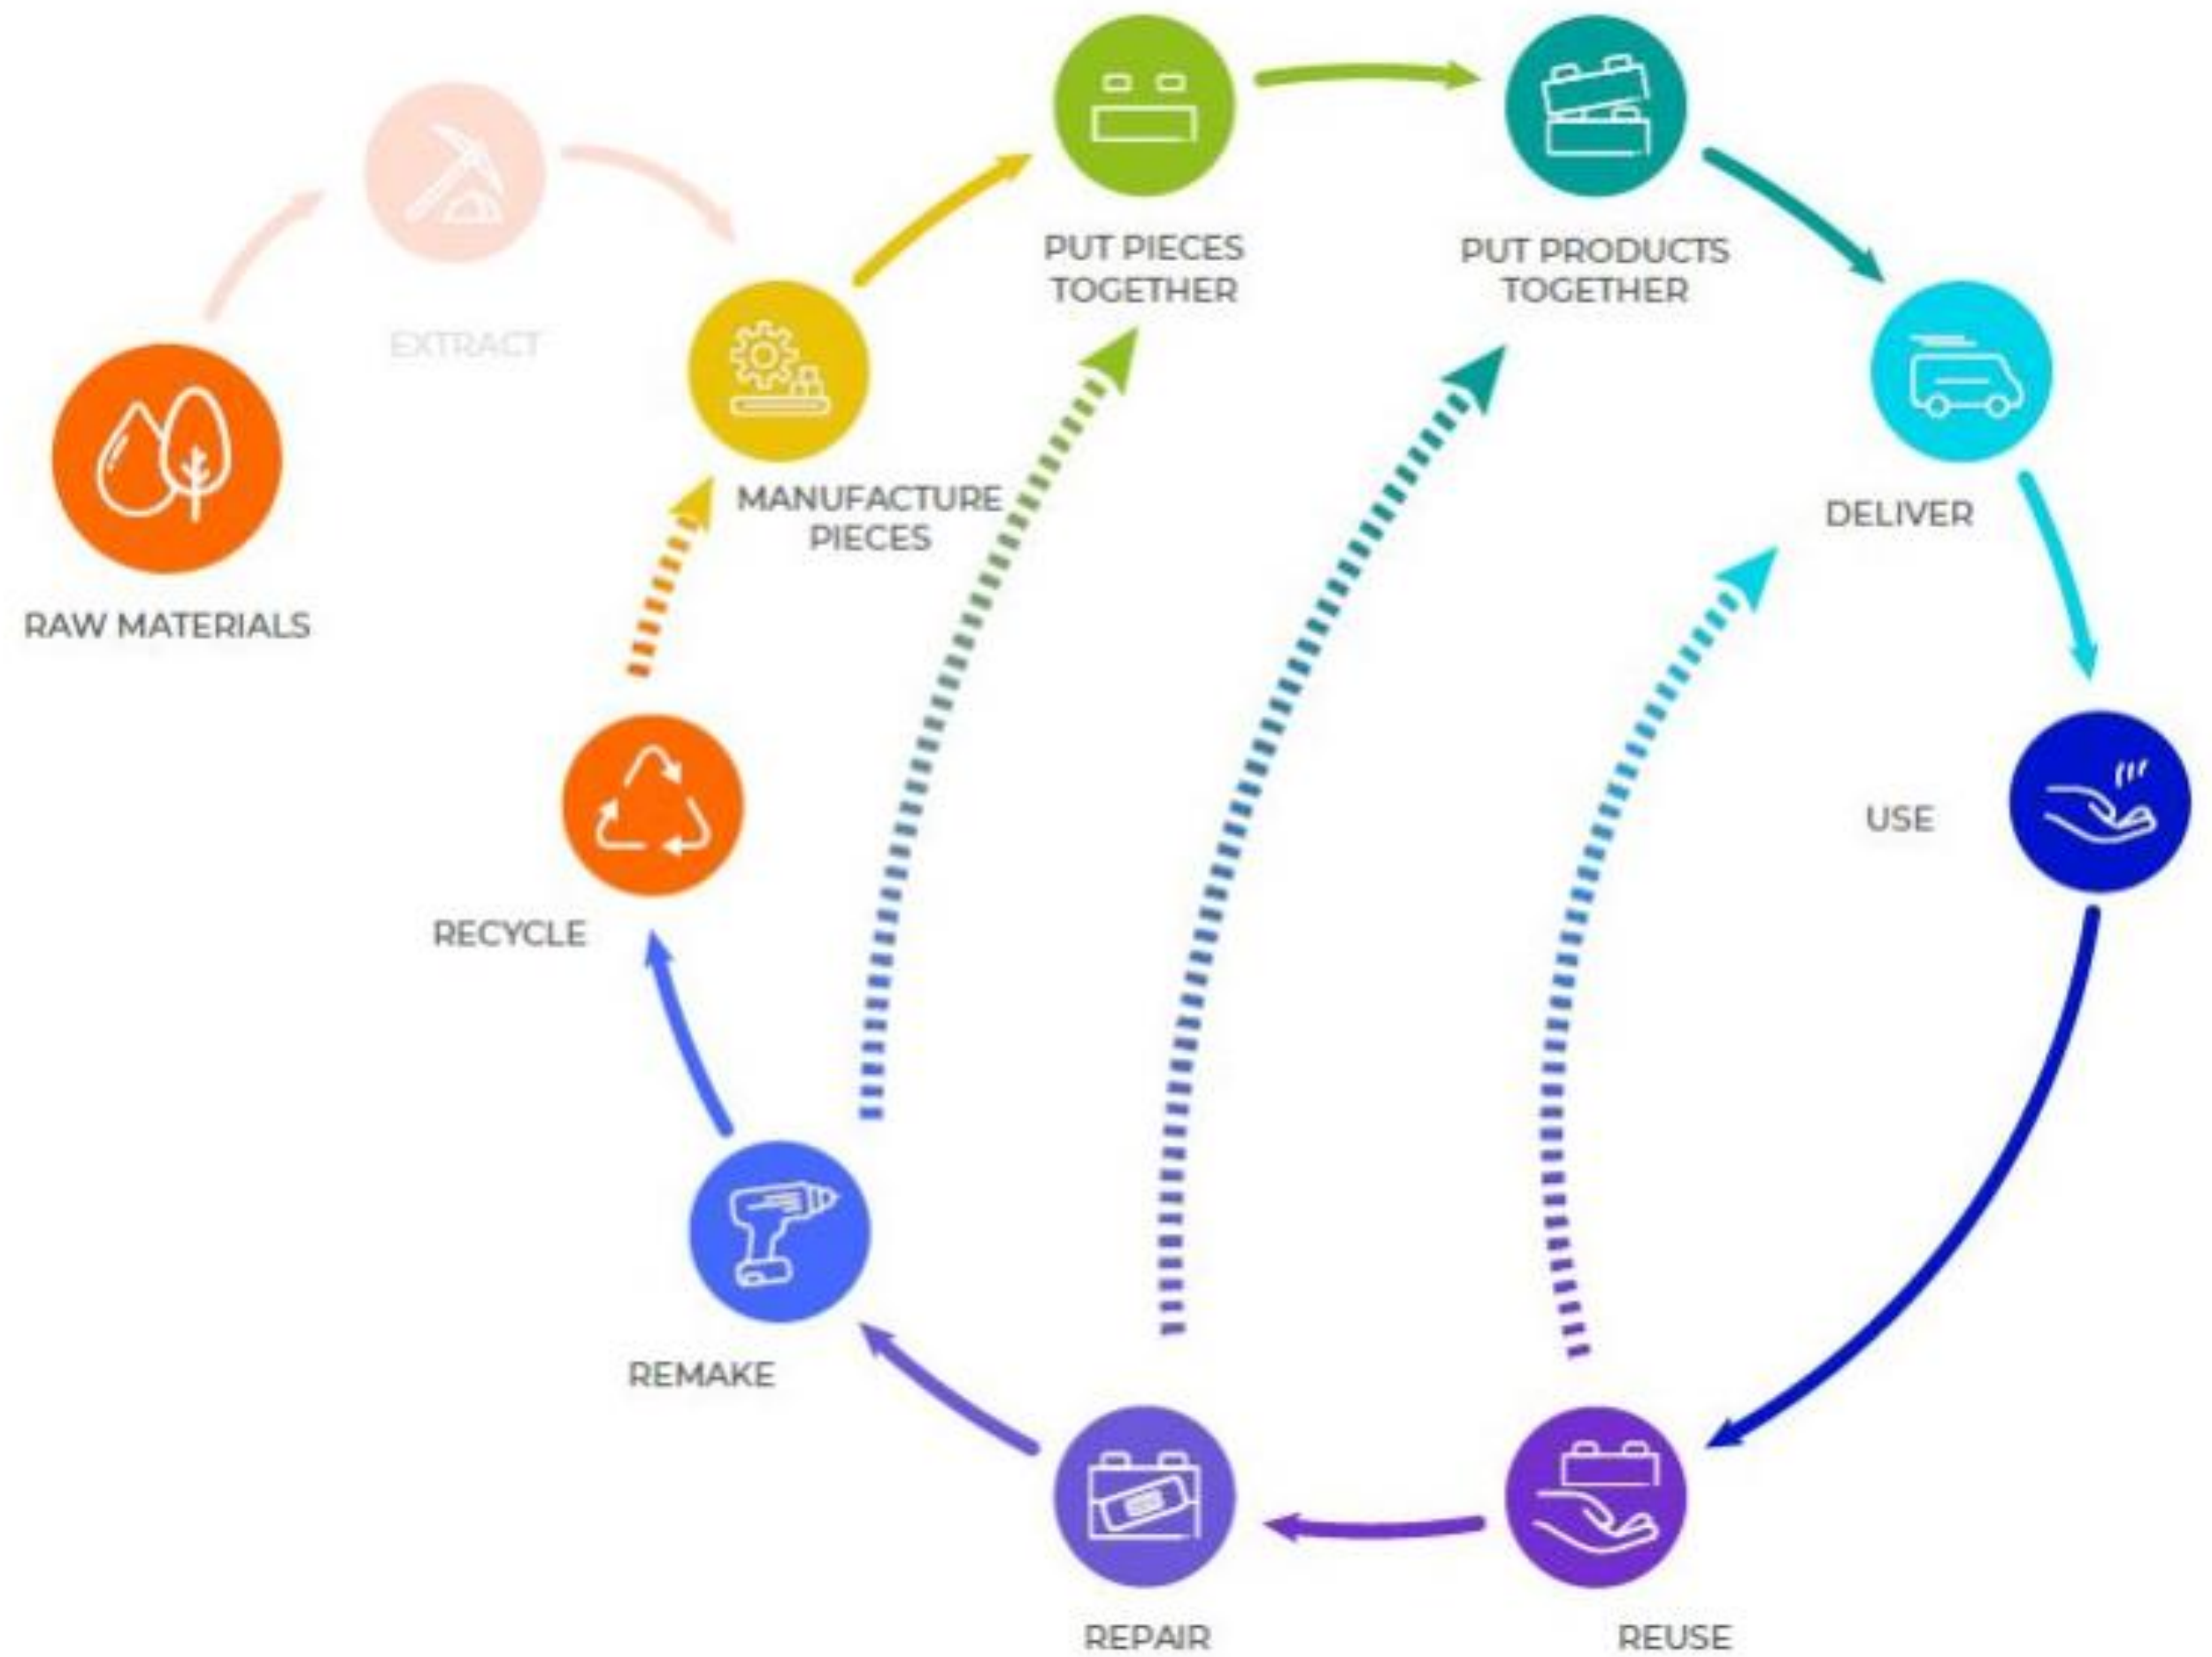 PUT PIECES
TOGETHER
PUT PRODUCTS
TOGETHER
EXTRACT
MANUFACTURE
PIECES
DELIVER
RAW MATERIALS
USE
RECYCLE
REMAKE
REPAIR
REUSE